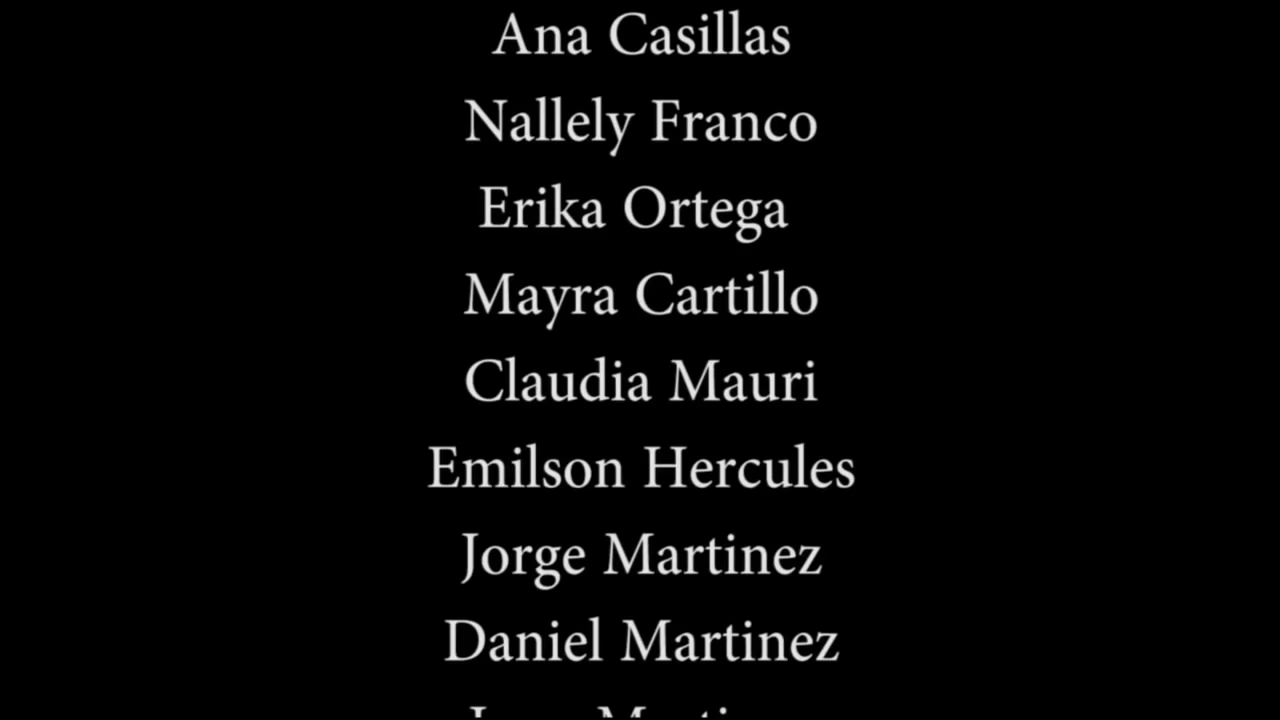 Ana Casillas
Nallely Franco
Erika Ortega
Mayra Cartillo
Claudia Mauri
Emilson Hercules
Jorge Martinez
Daniel Martinez